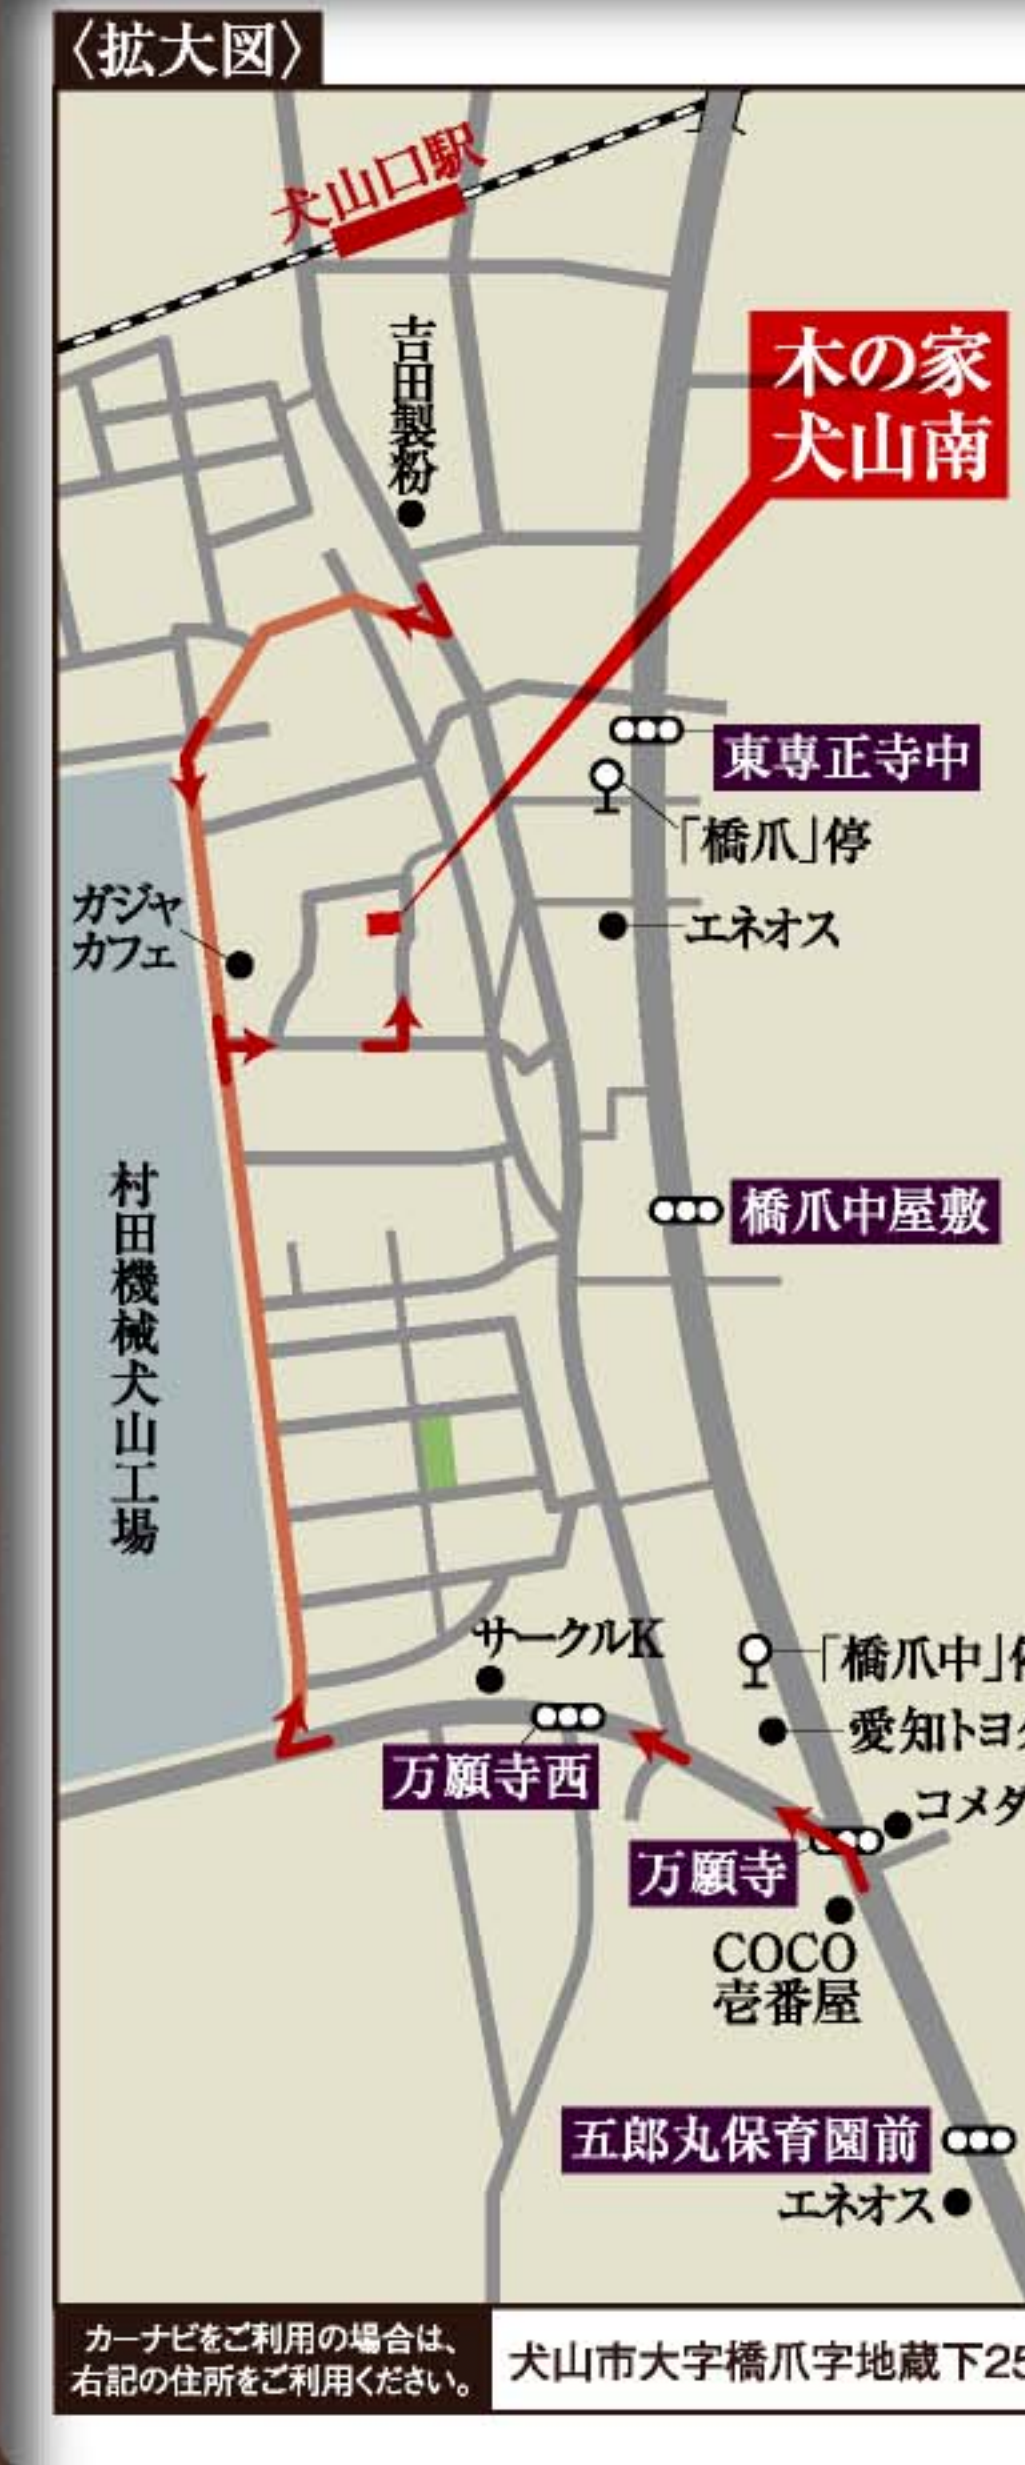 〈拡大図〉
犬山口駅
吉田製粉
木の家
犬山南
東専正寺中
「橋爪」停
エネオス
ガジャ
カフェ
村田機械犬山工場
橋爪中屋敷
サークルK
「橋爪中」
愛知トヨ
万願寺西
コメダ
万願寺
COCO
壱番屋
五郎丸保育園前
エネオス
カーナビをご利用の場合は、
右記の住所をご利用ください。
犬山市大字橋爪字地蔵下25